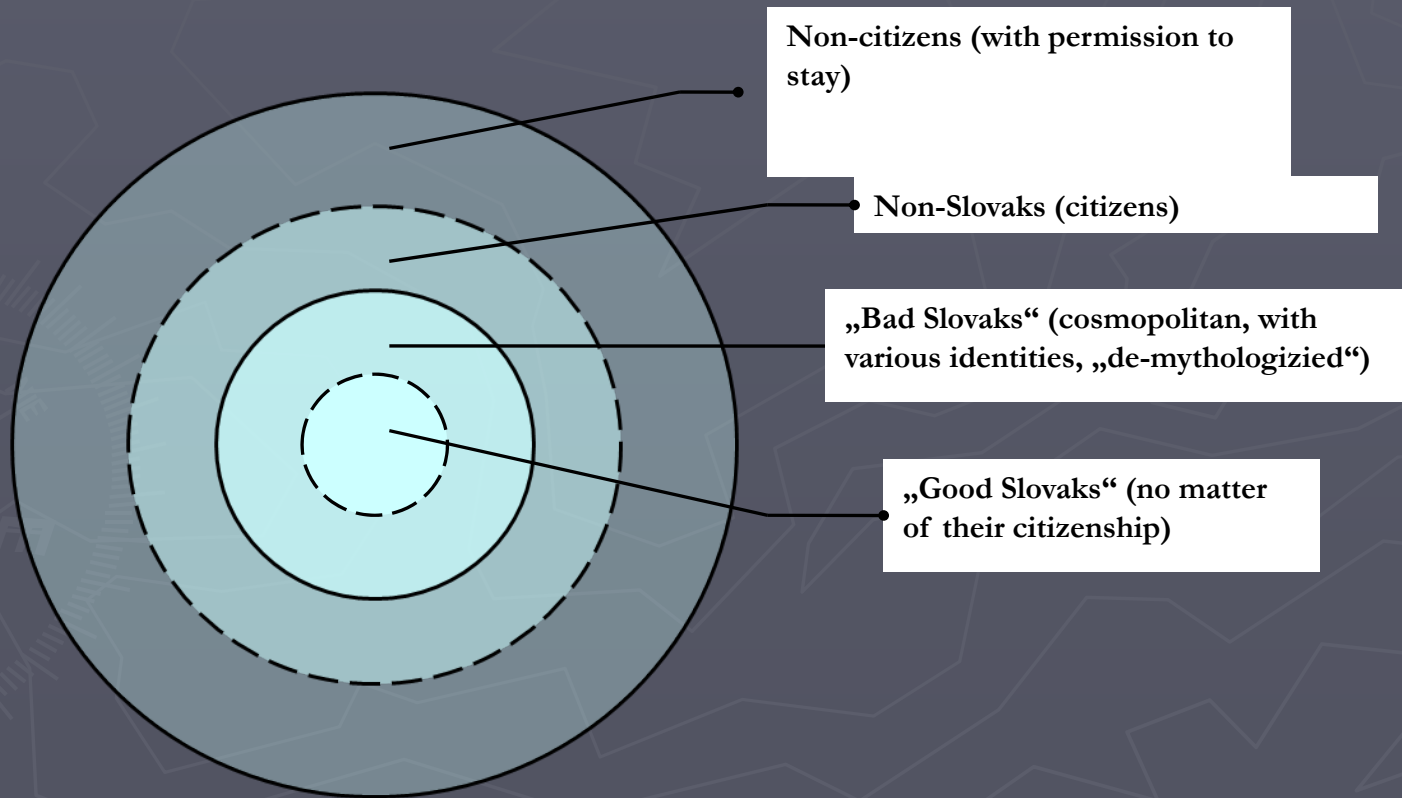 Non-citizens (with permission to
stay)
Non-Slovaks (citizens)
„Bad Slovaks“ (cosmopolitan, with
various identities, „de-mythologizied“)
„Good Slovaks“ (no matter
of their citizenship)